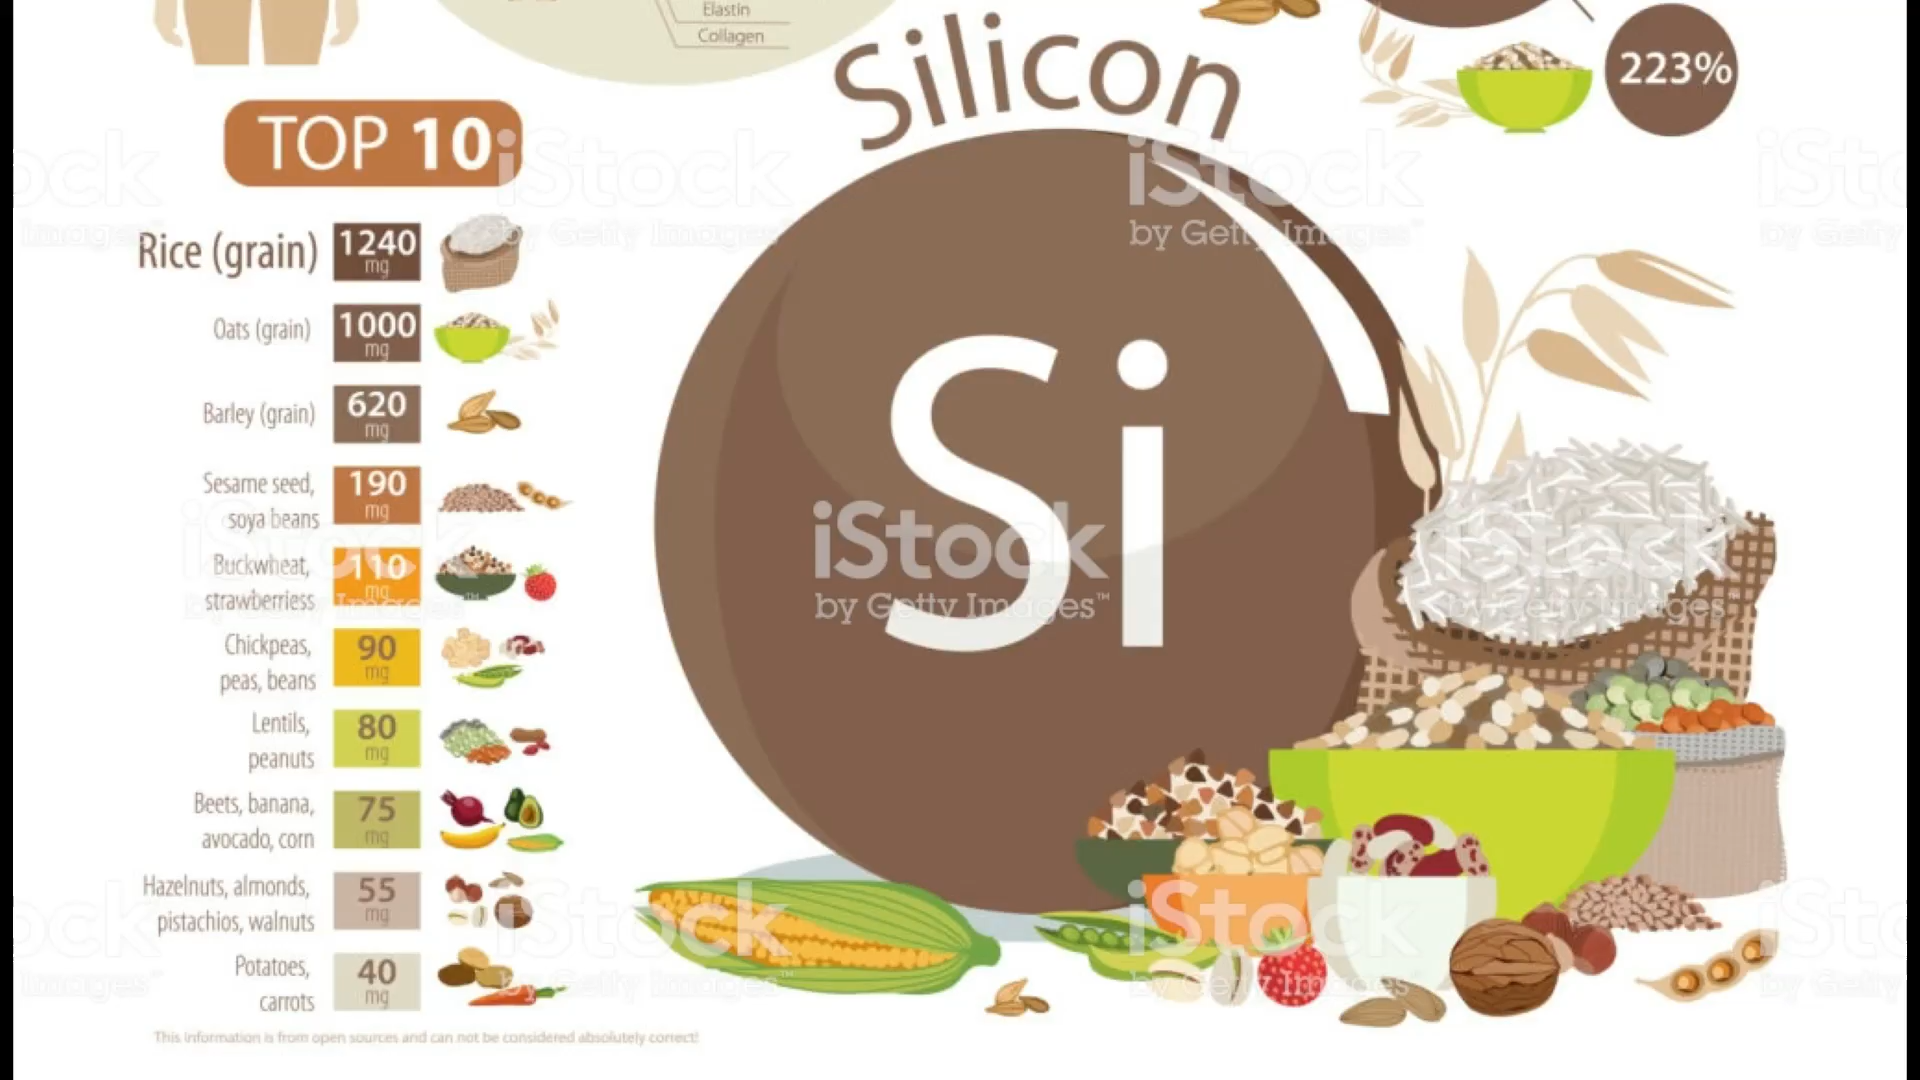 Elastin
Collagen
Silicon
223%
TOP 10
Rice (grain) 1240 mg
Oats (grain) 1000 mg
Barley (grain) 620 mg
Sesame seed,
soya beans
190 mg
Buckwheat,
strawberriess
110 mg
Chickpeas,
peas, beans
90 mg
Lentils,
peanuts
80 mg
Beets, banana,
avocado, corn
75 mg
Hazelnuts, almonds,
pistachios, walnuts
55 mg
Potatoes,
carrots
40 mg
Si
iStock
by Getty Images™
This information is from open sources and can not be considered absolutely correct!